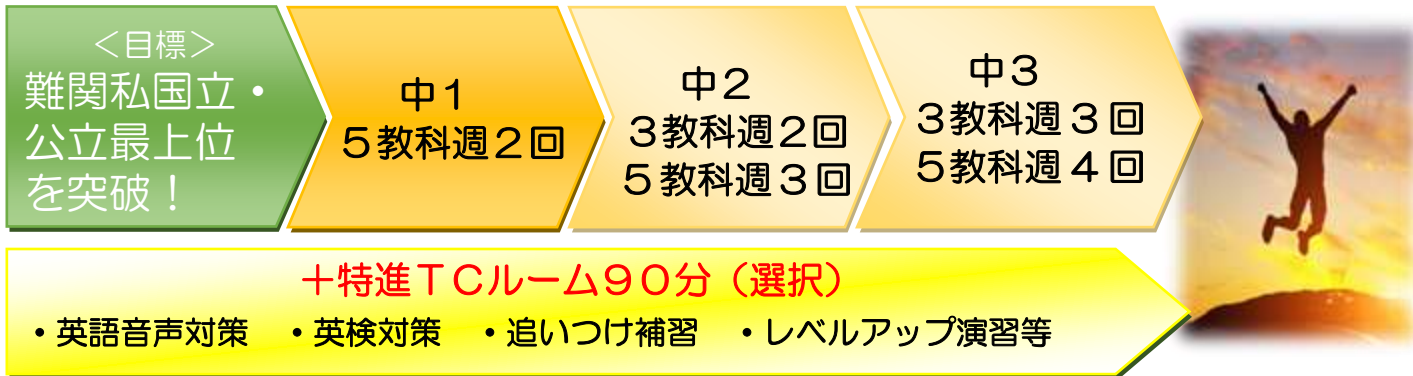 ＜目標＞
難関私国立・
公立最上位
を突破！
中１
５教科週２回
中２
３教科週２回
５教科週３回
中３
３教科週３回
５教科週４回
＋特進ＴＣルーム９０分（選択）
・英語音声対策　・英検対策　・追いつけ補習　・レベルアップ演習等